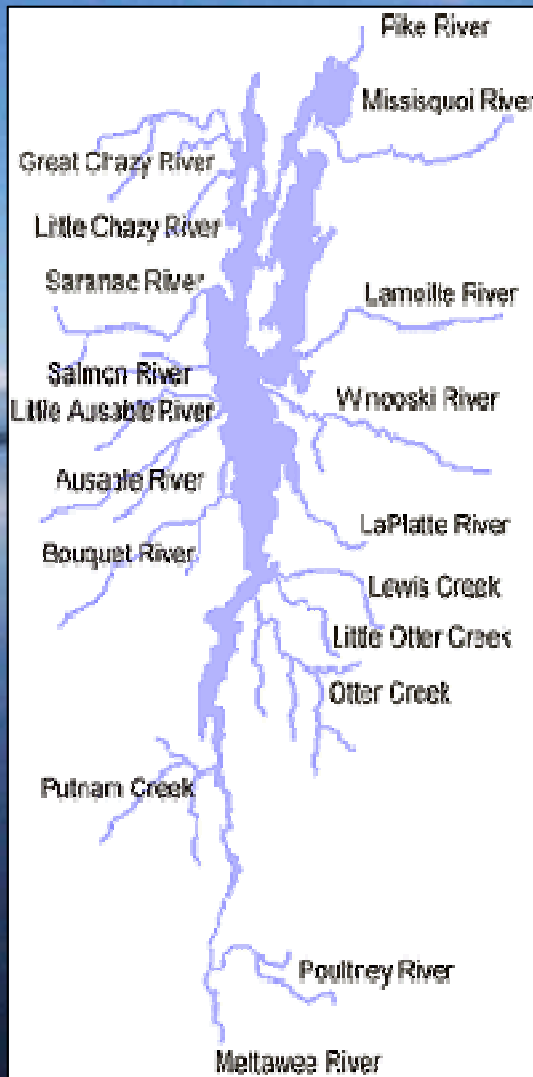 Pike River
Missisquoi River
Great Chazy River
Little Chazy River
Saranac River
Lamoille River
Salmon River
Winooski River
Little Ausable River
Ausable River
LaPlatte River
Bouquet River
Lewis Creek
Little Otter Creek
Otter Creek
Putnam Creek
Poultney River
Mettawee River